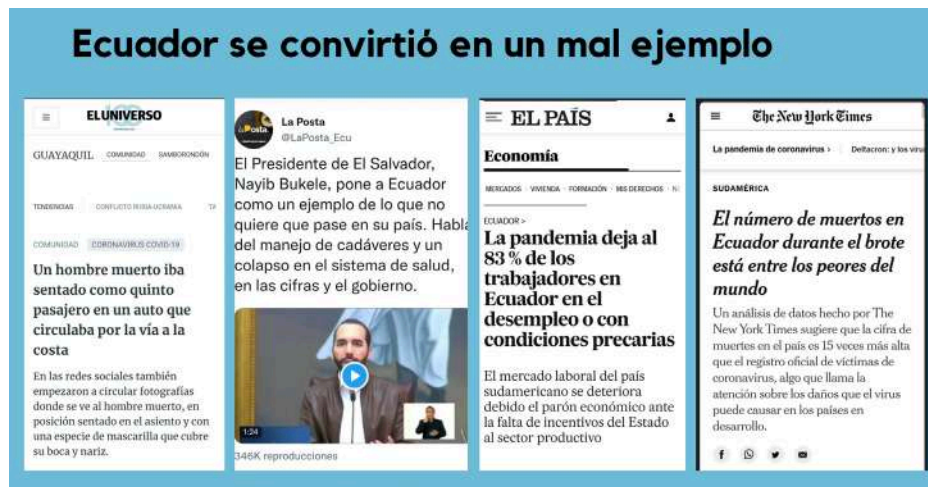 Ecuador se convirtió en un mal ejemplo
EL UNIVERSO
GUAYAQUIL COMUNIDAD SAMBORONDÓN
TENDENCIAS CONFLICTO RUSIA-UCRANIA TA
COMUNIDAD CORONAVIRUS COVID-19
Un hombre muerto iba
sentado como quinto
pasajero en un auto que
circulaba por la vía a la
costa
En las redes sociales también
empezaron a circular fotografías
donde se ve al hombre muerto, en
posición sentado en el asiento y con
una especie de mascarilla que cubre
su boca y nariz.
La Posta
@LaPosta_Ecu
El Presidente de El Salvador,
Nayib Bukele, pone a Ecuador
como un ejemplo de lo que no
quiere que pase en su país. Habla
del manejo de cadáveres y un
colapso en el sistema de salud,
en las cifras y el gobierno.
laPosta.
1:24
346K reproducciones
EL PAÍS
Economía
MERCADOS · VIVIENDA · FORMACIÓN · MIS DERECHOS · N
ECUADOR >
La pandemia deja al
83 % de los
trabajadores en
Ecuador en el
desempleo o con
condiciones precarias
El mercado laboral del país
sudamericano se deteriora
debido el parón económico ante
la falta de incentivos del Estado
al sector productivo
The New York Times
La pandemia de coronavirus > Deltacron: y los viru
SUDAMÉRICA
El número de muertos en
Ecuador durante el brote
está entre los peores del
mundo
Un análisis de datos hecho por The
New York Times sugiere que la cifra de
muertes en el país es 15 veces más alta
que el registro oficial de víctimas de
coronavirus, algo que llama la
atención sobre los daños que el virus
puede causar en los países en
desarrollo.